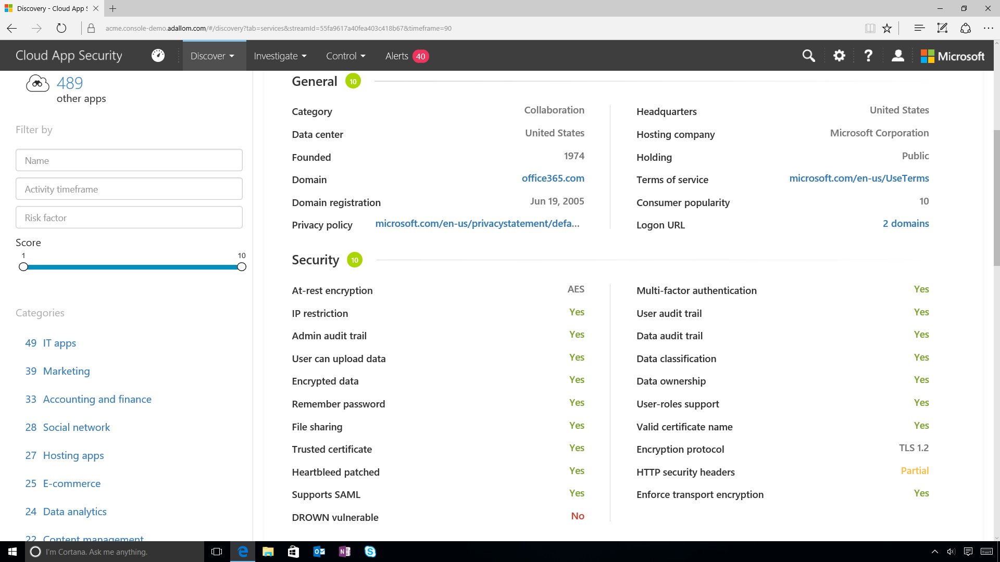 Discovery - Cloud App S
acme.console-demo.adallom.com/#/discovery?tab=services&streamId=55fa9617a40fea403c418b67&timeframe=90
Cloud App Security
Discover
Investigate
Control
Alerts 40
?
Microsoft
489
other apps
Filter by
Name
Activity timeframe
Risk factor
Score
1 10
Categories
49 IT apps
39 Marketing
33 Accounting and finance
28 Social network
27 Hosting apps
25 E-commerce
24 Data analytics
22 Content management
General 10
Category Collaboration
Data center United States
Founded 1974
Domain office365.com
Domain registration Jun 19, 2005
Privacy policy microsoft.com/en-us/privacystatement/defa...
Headquarters United States
Hosting company Microsoft Corporation
Holding Public
Terms of service microsoft.com/en-us/UseTerms
Consumer popularity 10
Logon URL 2 domains
Security 10
At-rest encryption AES
IP restriction Yes
Admin audit trail Yes
User can upload data Yes
Encrypted data Yes
Remember password Yes
File sharing Yes
Trusted certificate Yes
Heartbleed patched Yes
Supports SAML Yes
DROWN vulnerable No
Multi-factor authentication Yes
User audit trail Yes
Data audit trail Yes
Data classification Yes
Data ownership Yes
User-roles support Yes
Valid certificate name Yes
Encryption protocol TLS 1.2
HTTP security headers Partial
Enforce transport encryption Yes
I'm Cortana. Ask me anything.